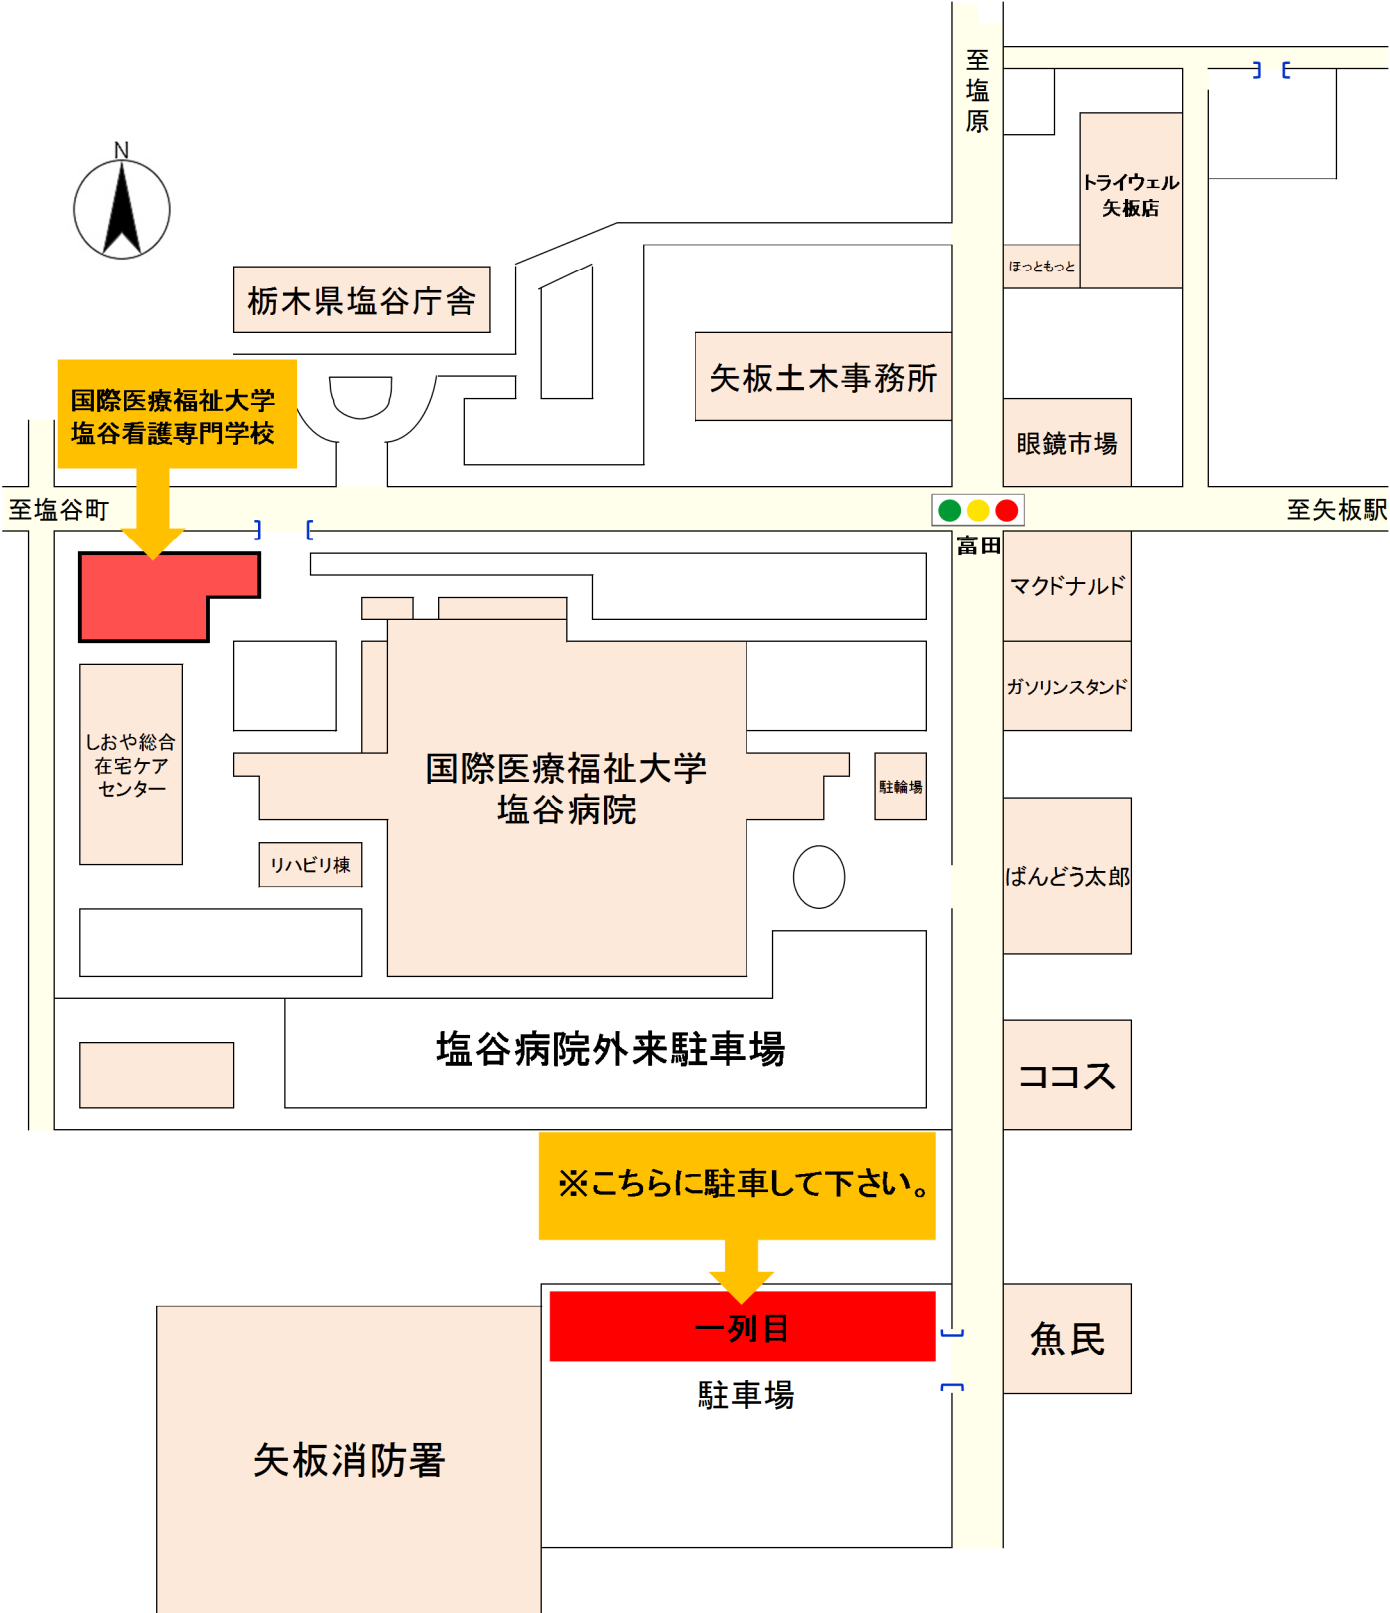 至塩原
N
トライウェル
矢板店
ほっともっと
栃木県塩谷庁舎
矢板土木事務所
国際医療福祉大学
塩谷看護専門学校
眼鏡市場
至塩谷町
至矢板駅
富田
マクドナルド
ガソリンスタンド
しおや総合
在宅ケア
センター
国際医療福祉大学
塩谷病院
駐輪場
リハビリ棟
ばんどう太郎
塩谷病院外来駐車場
ココス
※こちらに駐車して下さい。
一列目
魚民
駐車場
矢板消防署